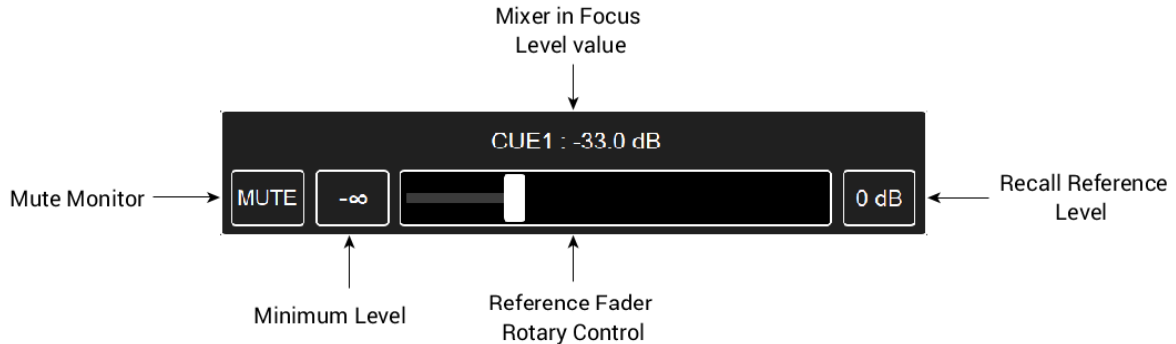 Mixer in Focus
Level value
CUE1 : -33.0 dB
Mute Monitor
MUTE
-∞
0 dB
Recall Reference
Level
Minimum Level
Reference Fader
Rotary Control